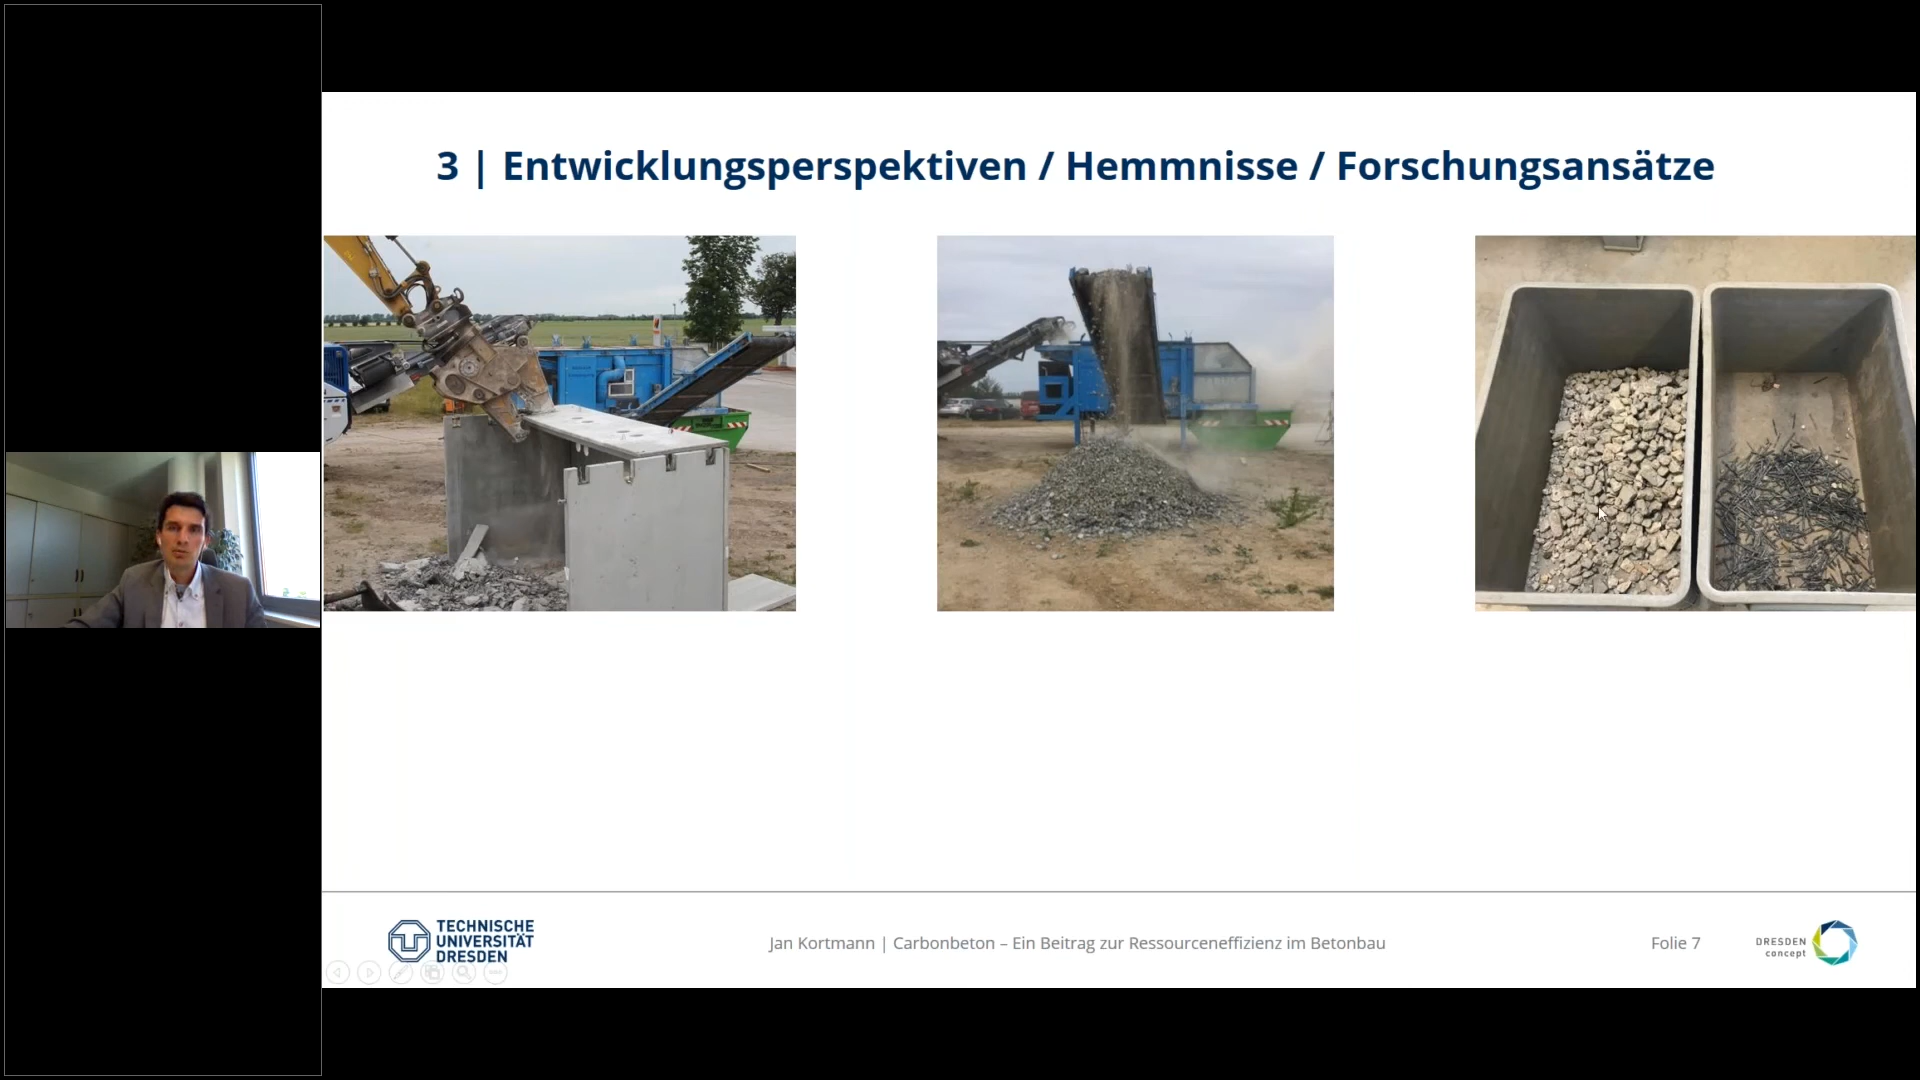 3 | Entwicklungsperspektiven / Hemmnisse / Forschungsansätze
TECHNISCHE
UNIVERSITÄT
DRESDEN
Jan Kortmann | Carbonbeton – Ein Beitrag zur Ressourceneffizienz im Betonbau
Folie 7
DRESDEN
concept